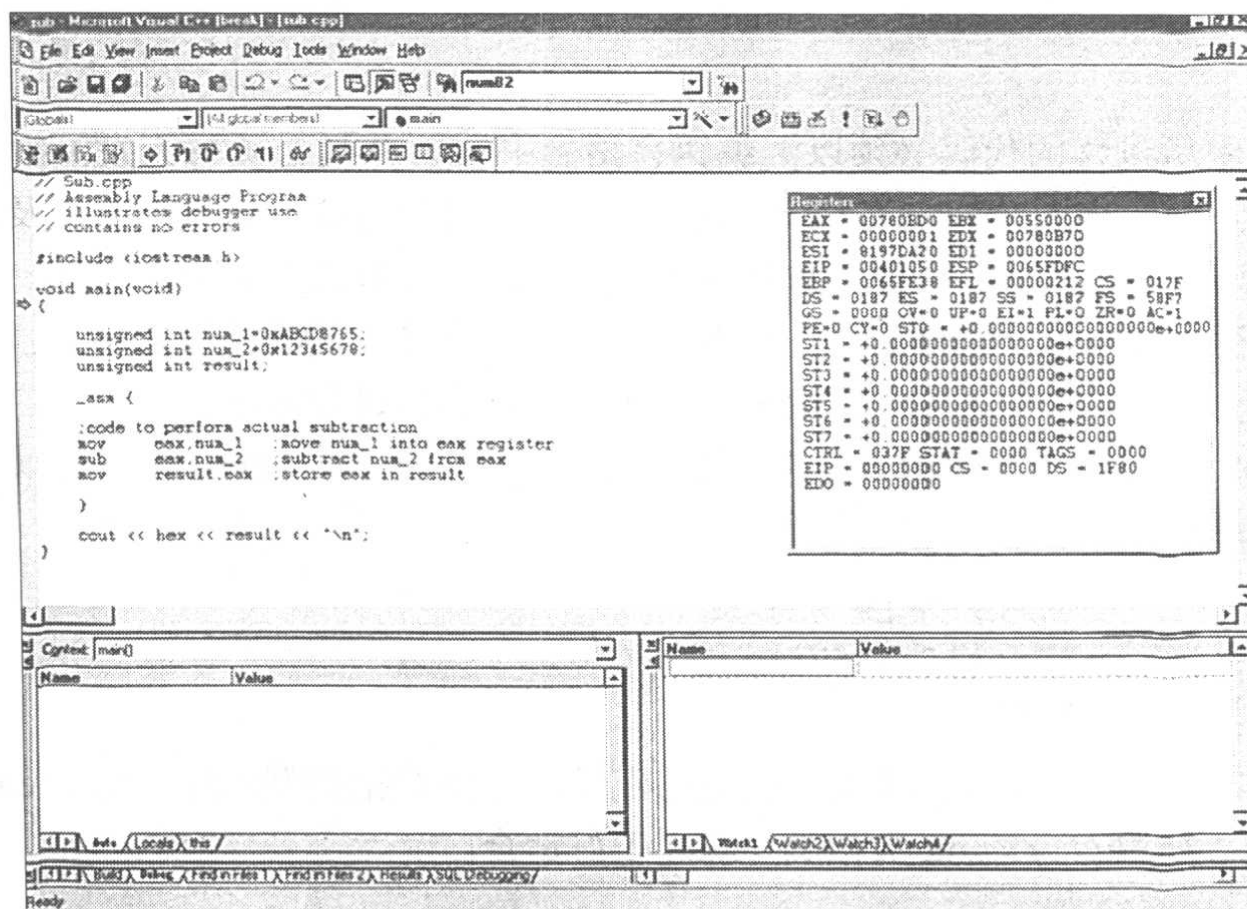 sub - Microsoft Visual C++ [break] - [sub.cpp]
File Edit View Insert Project Debug Tools Window Help
num82
(Globals) (All global members) main
// Sub.cpp
// Assembly Language Program
// illustrates debugger use
// contains no errors
#include <iostream.h>
void main(void)
{
unsigned int num_1=0xABCD8765;
unsigned int num_2=0x12345678;
unsigned int result;
_asm {
;code to perform actual subtraction
mov eax,num_1 ;move num_1 into eax register
sub eax,num_2 ;subtract num_2 from eax
mov result,eax ;store eax in result
}
cout << hex << result << "\n";
}
Registers
EAX = 00780BD0 EBX = 00550000
ECX = 00000001 EDX = 00780B70
ESI = 8197DA20 EDI = 00000000
EIP = 00401050 ESP = 0065FDFC
EBP = 0065FE38 EFL = 00000212 CS = 017F
DS = 0187 ES = 0187 SS = 0187 FS = 58F7
GS = 0000 OV=0 UP=0 EI=1 PL=0 ZR=0 AC=1
PE=0 CY=0 ST0 = +0.00000000000000000e+0000
ST1 = +0.00000000000000000e+0000
ST2 = +0.00000000000000000e+0000
ST3 = +0.00000000000000000e+0000
ST4 = +0.00000000000000000e+0000
ST5 = +0.00000000000000000e+0000
ST6 = +0.00000000000000000e+0000
ST7 = +0.00000000000000000e+0000
CTRL = 037F STAT = 0000 TAGS = 0000
EIP = 00000000 CS = 0000 DS = 1F80
EDO = 00000000
Context: main()
Name Value
Auto Locals this
Name Value
Watch1 Watch2 Watch3 Watch4
Build Debug Find in Files 1 Find in Files 2 Results SQL Debugging
Ready